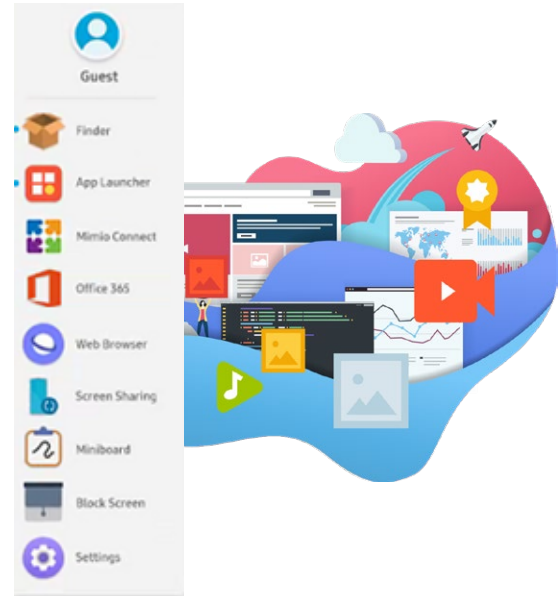 Guest
Finder
App Launcher
Mimio Connect
Office 365
Web Browser
Screen Sharing
Miniboard
Block Screen
Settings